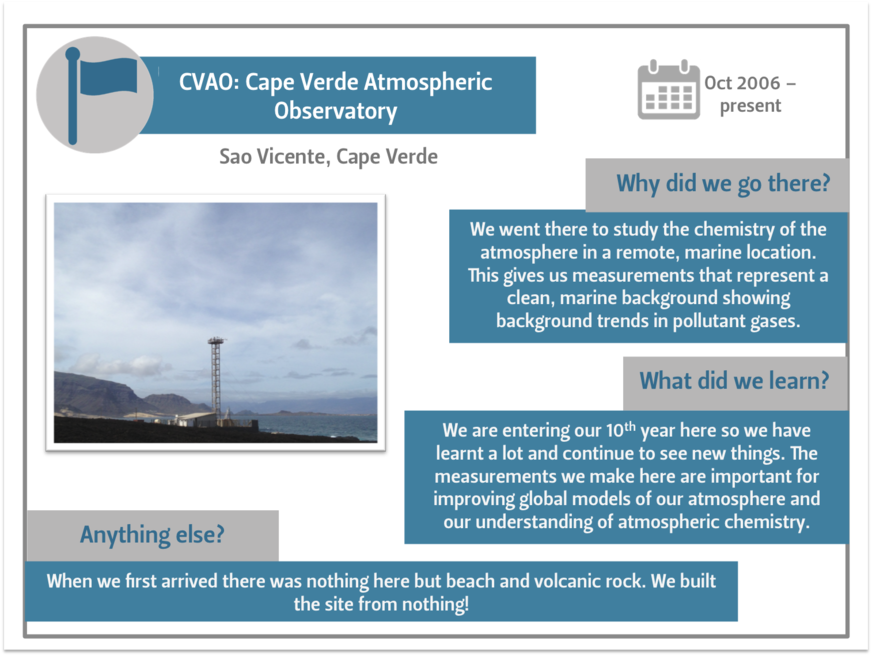 CVAO: Cape Verde Atmospheric
Observatory
Oct 2006 –
present
Sao Vicente, Cape Verde
Why did we go there?
We went there to study the chemistry of the
atmosphere in a remote, marine location.
This gives us measurements that represent a
clean, marine background showing
background trends in pollutant gases.
What did we learn?
We are entering our 10th year here so we have
learnt a lot and continue to see new things. The
measurements we make here are important for
improving global models of our atmosphere and
our understanding of atmospheric chemistry.
Anything else?
When we first arrived there was nothing here but beach and volcanic rock. We built
the site from nothing!